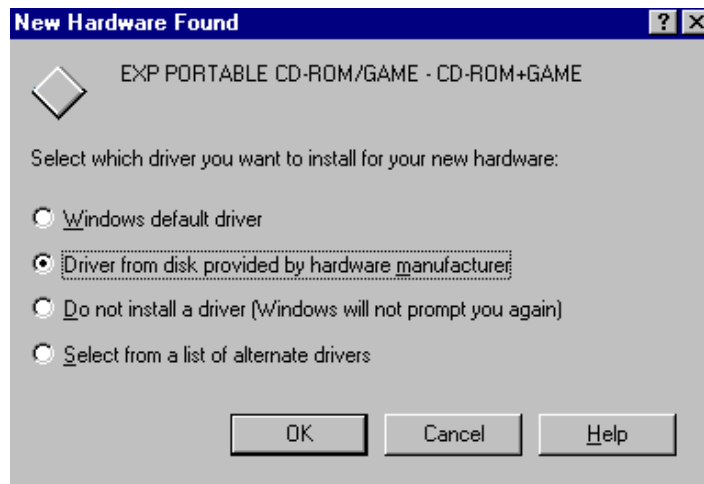 New Hardware Found
EXP PORTABLE CD-ROM/GAME - CD-ROM+GAME
Select which driver you want to install for your new hardware:
Windows default driver
Driver from disk provided by hardware manufacturer
Do not install a driver (Windows will not prompt you again)
Select from a list of alternate drivers
OK Cancel Help